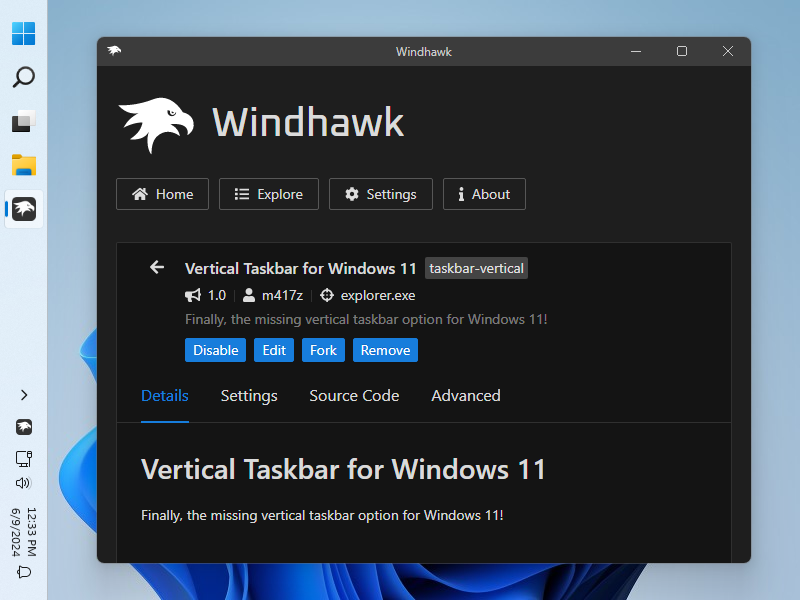 Windhawk
Windhawk
Home
Explore
Settings
About
Vertical Taskbar for Windows 11 taskbar-vertical
1.0 m417z explorer.exe
Finally, the missing vertical taskbar option for Windows 11!
Disable Edit Fork Remove
Details Settings Source Code Advanced
Vertical Taskbar for Windows 11
Finally, the missing vertical taskbar option for Windows 11!
12:33 PM
6/9/2024